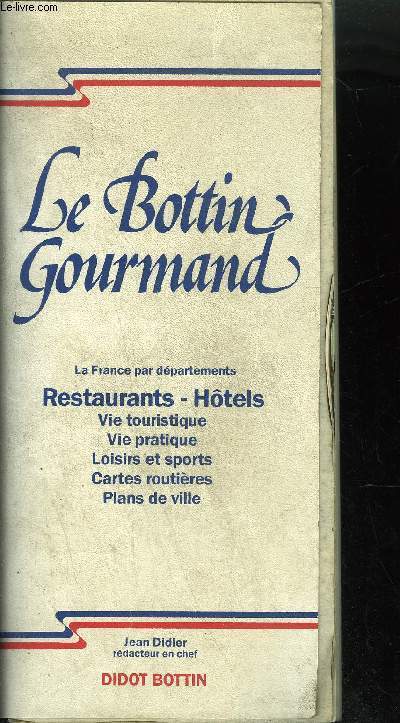 Le-livre.com
Le Bottin
Gourmand
La France par départements
Restaurants - Hôtels
Vie touristique
Vie pratique
Loisirs et sports
Cartes routières
Plans de ville
Jean Didier
rédacteur en chef
DIDOT BOTTIN